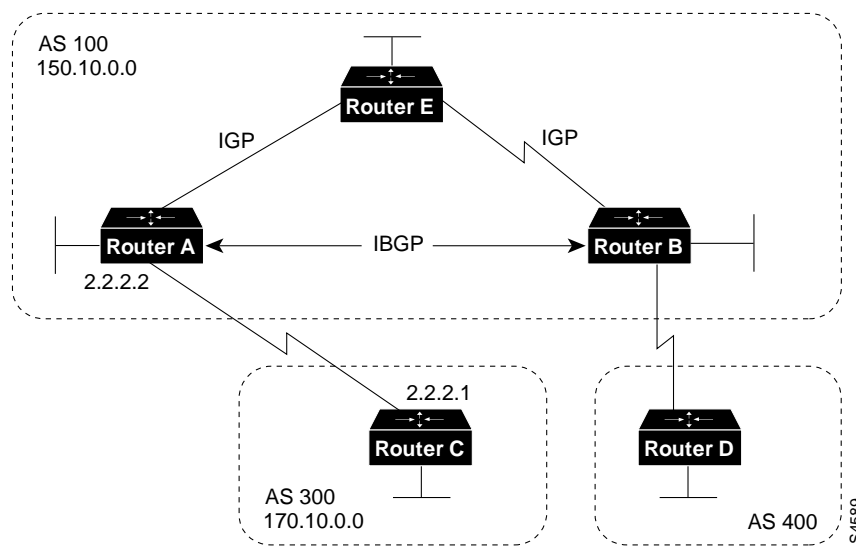 AS 100
150.10.0.0
Router E
IGP
IGP
Router A
IBGP
Router B
2.2.2.2
2.2.2.1
Router C
Router D
AS 300
170.10.0.0
AS 400
S4589